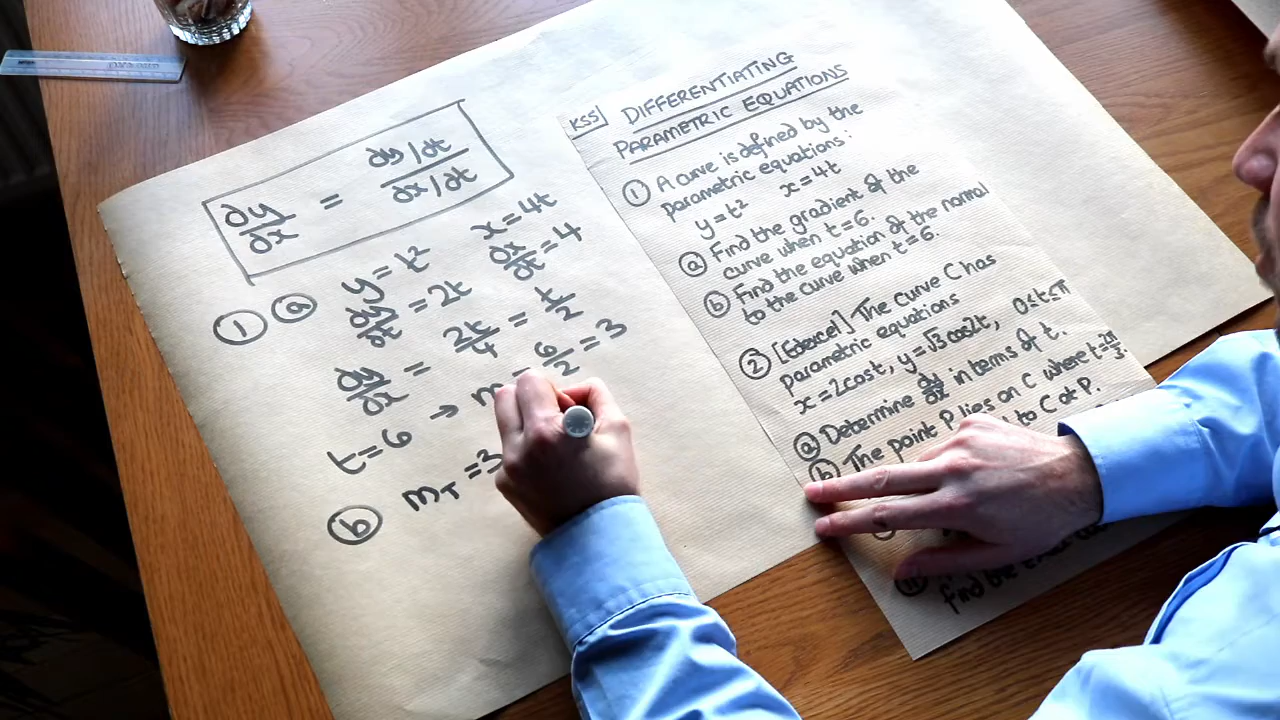 dy/dx = (dy/dt)/(dx/dt)
① ⓐ y = t² x = 4t
dy/dt = 2t dx/dt = 4
dy/dx = 2t/4 = t/2
t = 6 → m = 6/2 = 3
ⓑ m_T = 3
KS5 DIFFERENTIATING
PARAMETRIC EQUATIONS
① A curve is defined by the
parametric equations:
y = t² x = 4t
ⓐ Find the gradient of the
curve when t = 6.
ⓑ Find the equation of the normal
to the curve when t = 6.
② [Edexcel] The curve C has
parametric equations
x = 2cost, y = √3 cos2t, 0 ≤ t ≤ π
ⓐ Determine dy/dx in terms of t.
ⓑ The point P lies on C where t = 2π/3.
to C at P.
find the